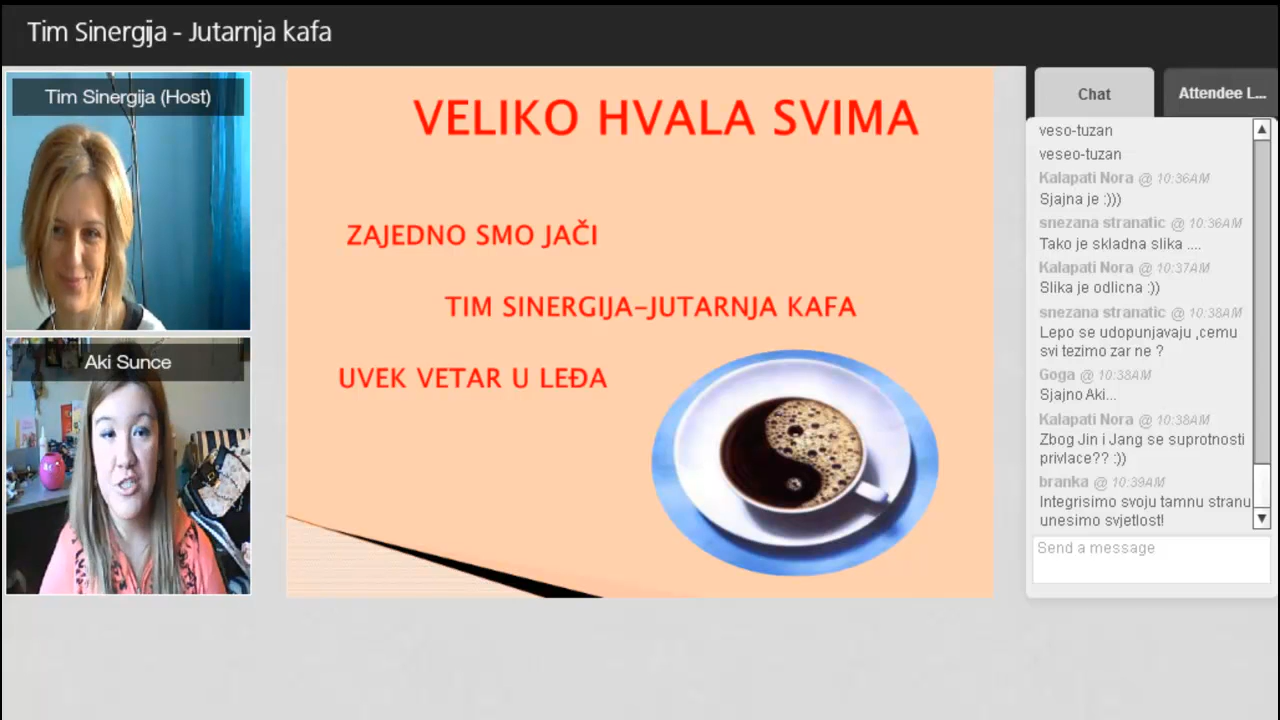 Tim Sinergija - Jutarnja kafa
Tim Sinergija (Host)
Aki Sunce
VELIKO HVALA SVIMA
ZAJEDNO SMO JAČI
TIM SINERGIJA-JUTARNJA KAFA
UVEK VETAR U LEĐA
Chat
Attendee L...
veso-tuzan
veseo-tuzan
Kalapati Nora @ 10:36AM
Sjajna je :)))
snezana stranatic @ 10:36AM
Tako je skladna slika ....
Kalapati Nora @ 10:37AM
Slika je odlicna :))
snezana stranatic @ 10:38AM
Lepo se udopunjavaju ,cemu
svi tezimo zar ne ?
Goga @ 10:38AM
Sjajno Aki...
Kalapati Nora @ 10:38AM
Zbog Jin i Jang se suprotnosti
privlace?? :))
branka @ 10:39AM
Integrisimo svoju tamnu stranu
unesimo svjetlost!
Send a message